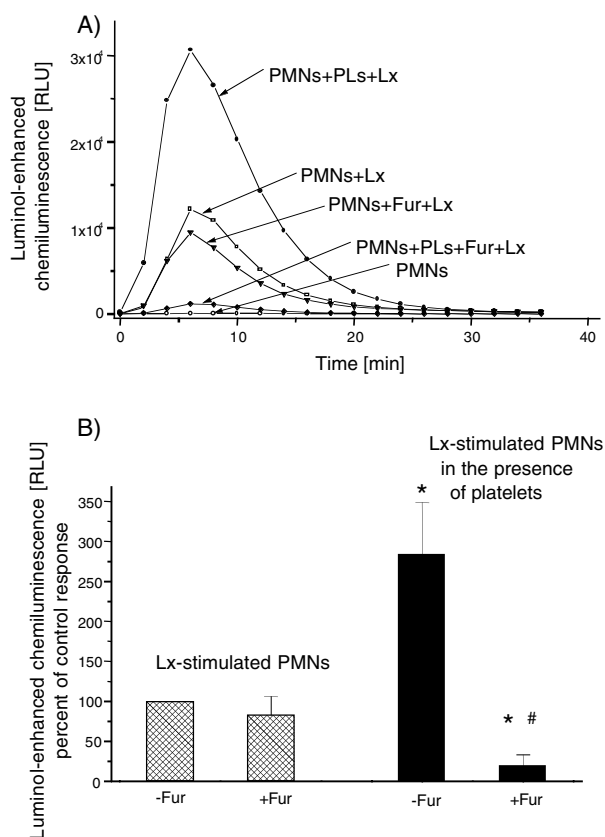 A)
Luminol-enhanced
chemiluminescence [RLU]
3x10⁴
2x10⁴
1x10⁴
0
PMNs+PLs+Lx
PMNs+Lx
PMNs+Fur+Lx
PMNs+PLs+Fur+Lx
PMNs
0 10 20 30 40
Time [min]
B)
Luminol-enhanced chemiluminescence [RLU]
percent of control response
350
300
250
200
150
100
75
50
25
0
Lx-stimulated PMNs
Lx-stimulated PMNs
in the presence
of platelets
*
* #
-Fur +Fur -Fur +Fur